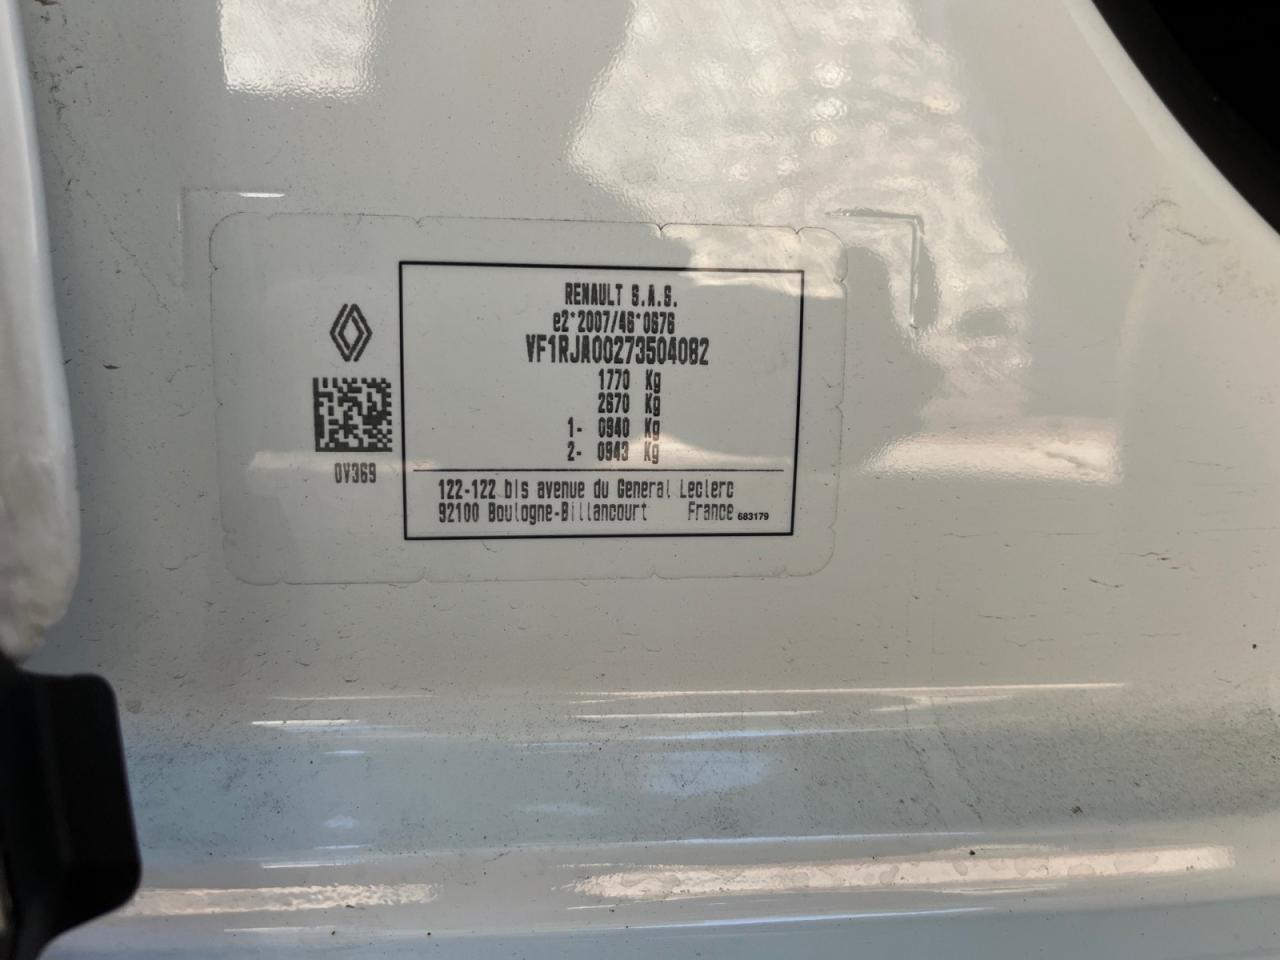 RENAULT S.A.S.
e2*2007/46*0676
VF1RJA00273504082
1770 Kg
2670 Kg
1- 0940 Kg
2- 0943 Kg
0V369
122-122 bis avenue du General Leclerc
92100 Boulogne-Billancourt France 683179